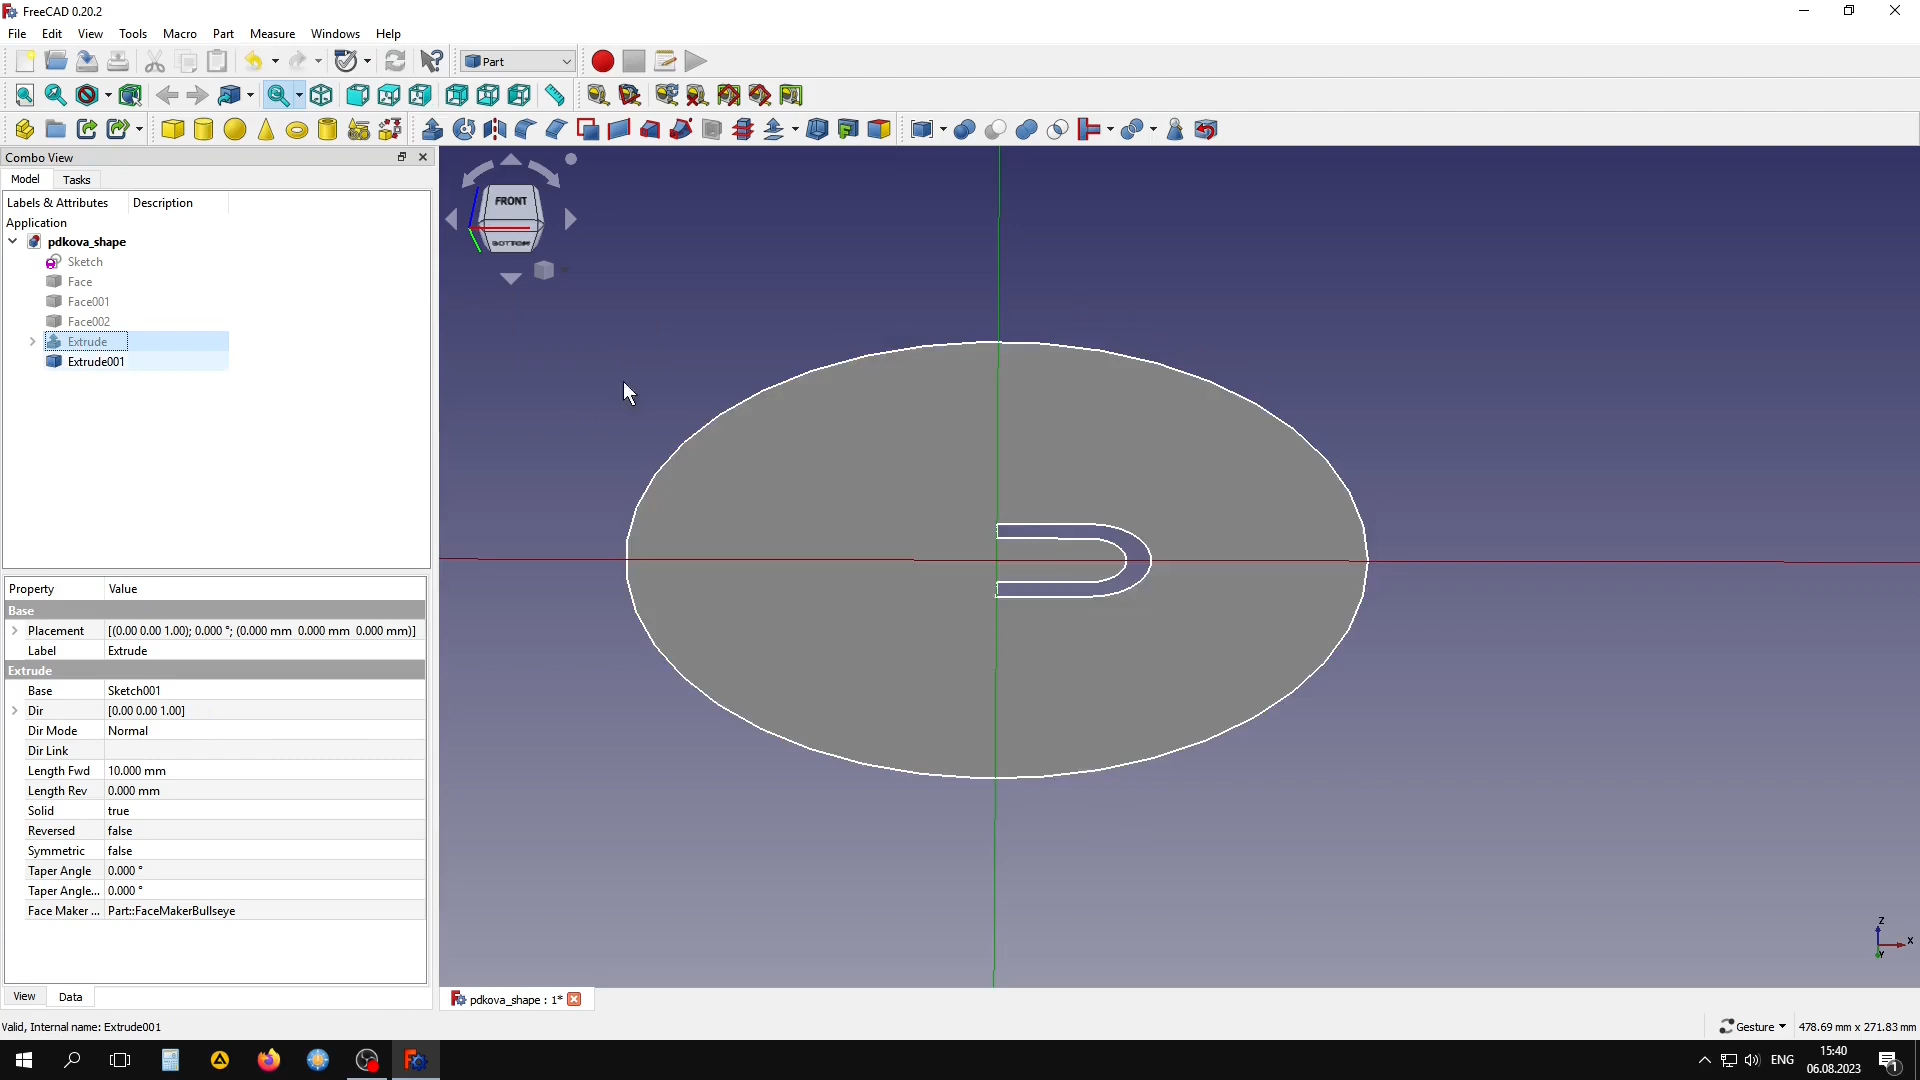 FreeCAD 0.20.2
File Edit View Tools Macro Part Measure Windows Help
Part
Combo View
Model Tasks
Labels & Attributes Description
Application
pdkova_shape
Sketch
Face
Face001
Face002
Extrude
Extrude001
FRONT
BOTTOM
Property Value
Base
Placement [(0.00 0.00 1.00); 0.000 °; (0.000 mm 0.000 mm 0.000 mm)]
Label Extrude
Extrude
Base Sketch001
Dir [0.00 0.00 1.00]
Dir Mode Normal
Dir Link
Length Fwd 10.000 mm
Length Rev 0.000 mm
Solid true
Reversed false
Symmetric false
Taper Angle 0.000 °
Taper Angle... 0.000 °
Face Maker ... Part::FaceMakerBullseye
View Data
Z
X
Y
pdkova_shape : 1*
Valid, Internal name: Extrude001
Gesture 478.69 mm x 271.83 mm
ENG
15:40
06.08.2023
1